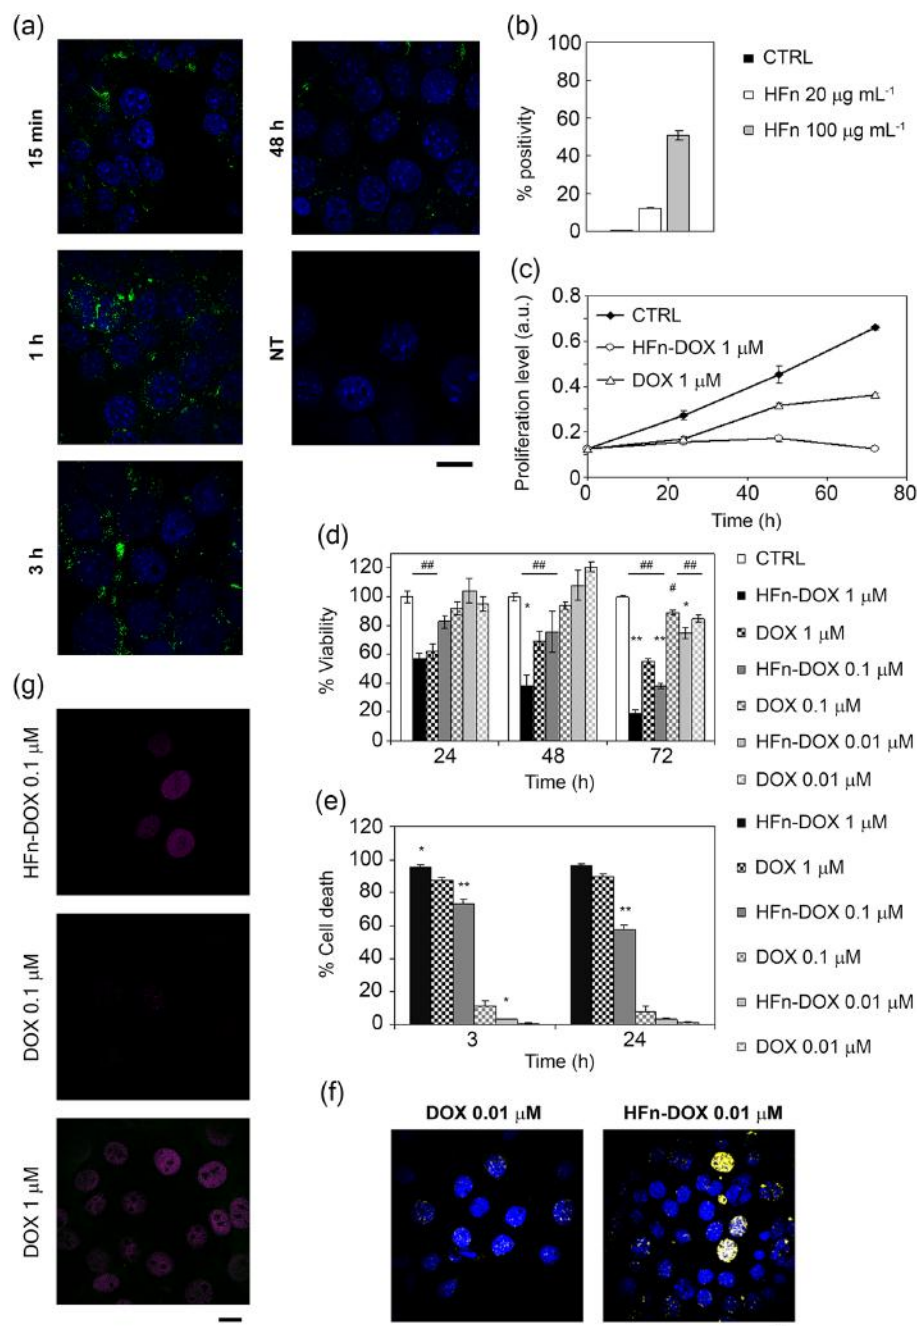 (a)
15 min
48 h
1 h
NT
3 h
(b)
% positivity
100
80
60
40
20
0
CTRL
HFn 20 µg mL-1
HFn 100 µg mL-1
(c)
Proliferation level (a.u.)
0.8
0.6
0.4
0.2
0
CTRL
HFn-DOX 1 µM
DOX 1 µM
0 20 40 60 80
Time (h)
(d)
% Viability
120
100
80
60
40
20
0
## ## ## # ##
* ** ** *
24 48 72
Time (h)
CTRL
HFn-DOX 1 µM
DOX 1 µM
HFn-DOX 0.1 µM
DOX 0.1 µM
HFn-DOX 0.01 µM
DOX 0.01 µM
(e)
% Cell death
120
100
80
60
40
20
0
* ** * **
3 24
Time (h)
HFn-DOX 1 µM
DOX 1 µM
HFn-DOX 0.1 µM
DOX 0.1 µM
HFn-DOX 0.01 µM
DOX 0.01 µM
(f)
DOX 0.01 µM HFn-DOX 0.01 µM
(g)
HFn-DOX 0.1 µM
DOX 0.1 µM
DOX 1 µM